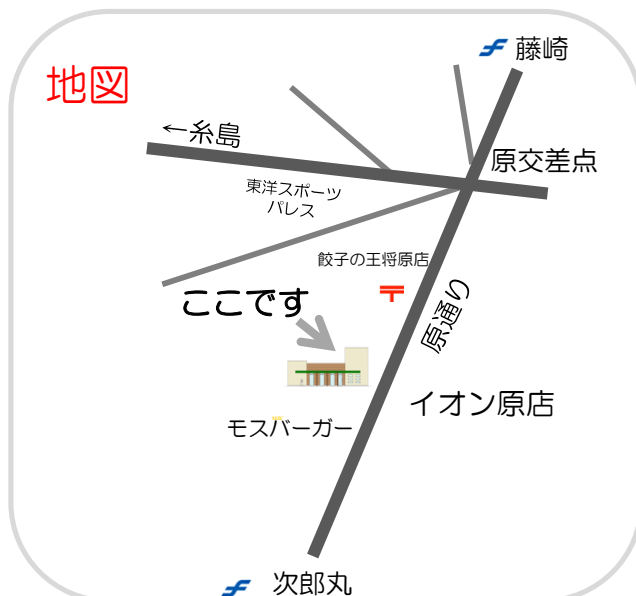 藤崎
地図
←糸島
原交差点
東洋スポーツ
パレス
餃子の王将原店
ここです
原通り
イオン原店
モスバーガー
次郎丸